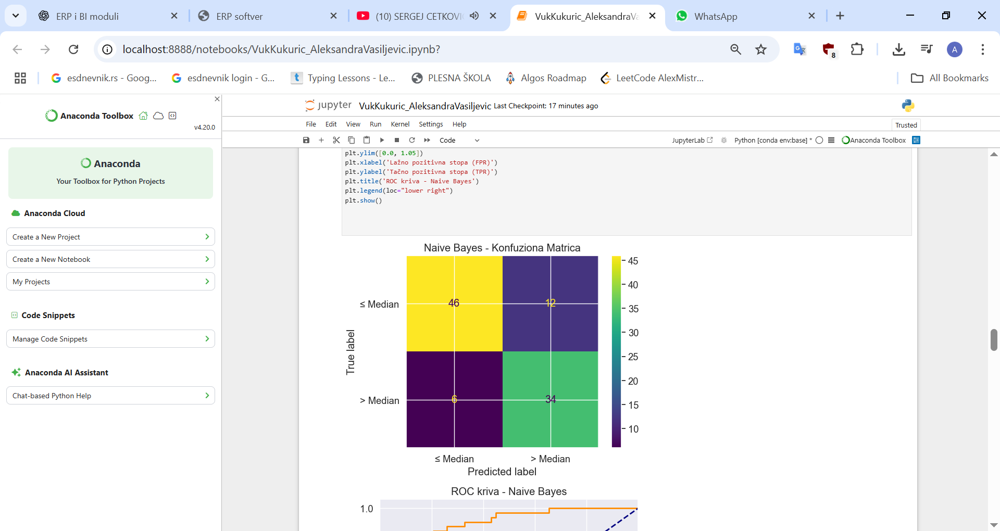 ERP i BI moduli
ERP softver
(10) SERGEJ CETKOVI
VukKukuric_AleksandraVa
WhatsApp
localhost:8888/notebooks/VukKukuric_AleksandraVasiljevic.ipynb?
8
A
esdnevnik.rs - Goog...
esdnevnik login - G...
Typing Lessons - Le...
PLESNA ŠKOLA
Algos Roadmap
LeetCode AlexMistr...
All Bookmarks
Anaconda Toolbox
v4.20.0
Anaconda
Your Toolbox for Python Projects
Anaconda Cloud
Create a New Project
Create a New Notebook
My Projects
Code Snippets
Manage Code Snippets
Anaconda AI Assistant
Chat-based Python Help
jupyter VukKukuric_AleksandraVasiljevic Last Checkpoint: 17 minutes ago
File Edit View Run Kernel Settings Help
Trusted
Code
JupyterLab
Python [conda env:base] *
Anaconda Toolbox
plt.ylim([0.0, 1.05])
plt.xlabel('Lažno pozitivna stopa (FPR)')
plt.ylabel('Tačno pozitivna stopa (TPR)')
plt.title('ROC kriva - Naive Bayes')
plt.legend(loc="lower right")
plt.show()
Naive Bayes - Konfuziona Matrica
True label
≤ Median
46
12
> Median
6
34
≤ Median
> Median
Predicted label
45
40
35
30
25
20
15
10
ROC kriva - Naive Bayes
1.0